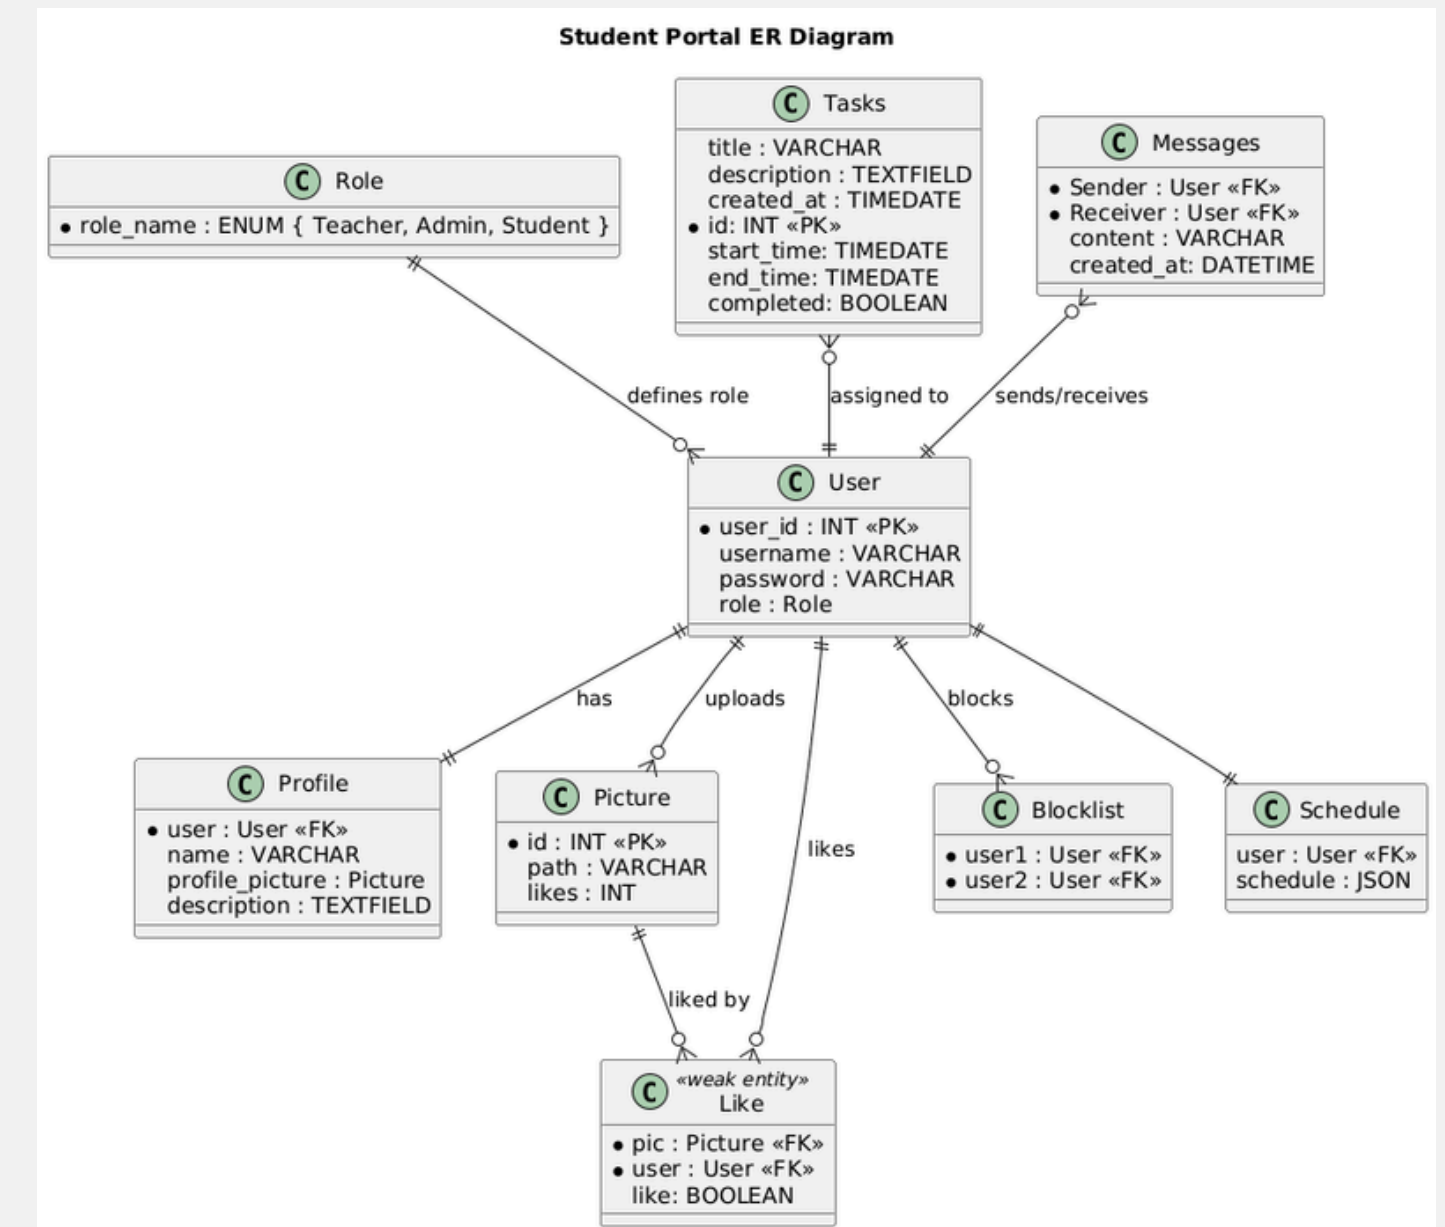 Student Portal ER Diagram
C Tasks
title : VARCHAR
description : TEXTFIELD
created_at : TIMEDATE
id: INT «PK»
start_time: TIMEDATE
end_time: TIMEDATE
completed: BOOLEAN
C Messages
Sender : User «FK»
Receiver : User «FK»
content : VARCHAR
created_at: DATETIME
C Role
role_name : ENUM { Teacher, Admin, Student }
defines role
assigned to
sends/receives
C User
user_id : INT «PK»
username : VARCHAR
password : VARCHAR
role : Role
has
uploads
blocks
C Profile
user : User «FK»
name : VARCHAR
profile_picture : Picture
description : TEXTFIELD
C Picture
id : INT «PK»
path : VARCHAR
likes : INT
likes
C Blocklist
user1 : User «FK»
user2 : User «FK»
C Schedule
user : User «FK»
schedule : JSON
liked by
C «weak entity»
Like
pic : Picture «FK»
user : User «FK»
like: BOOLEAN